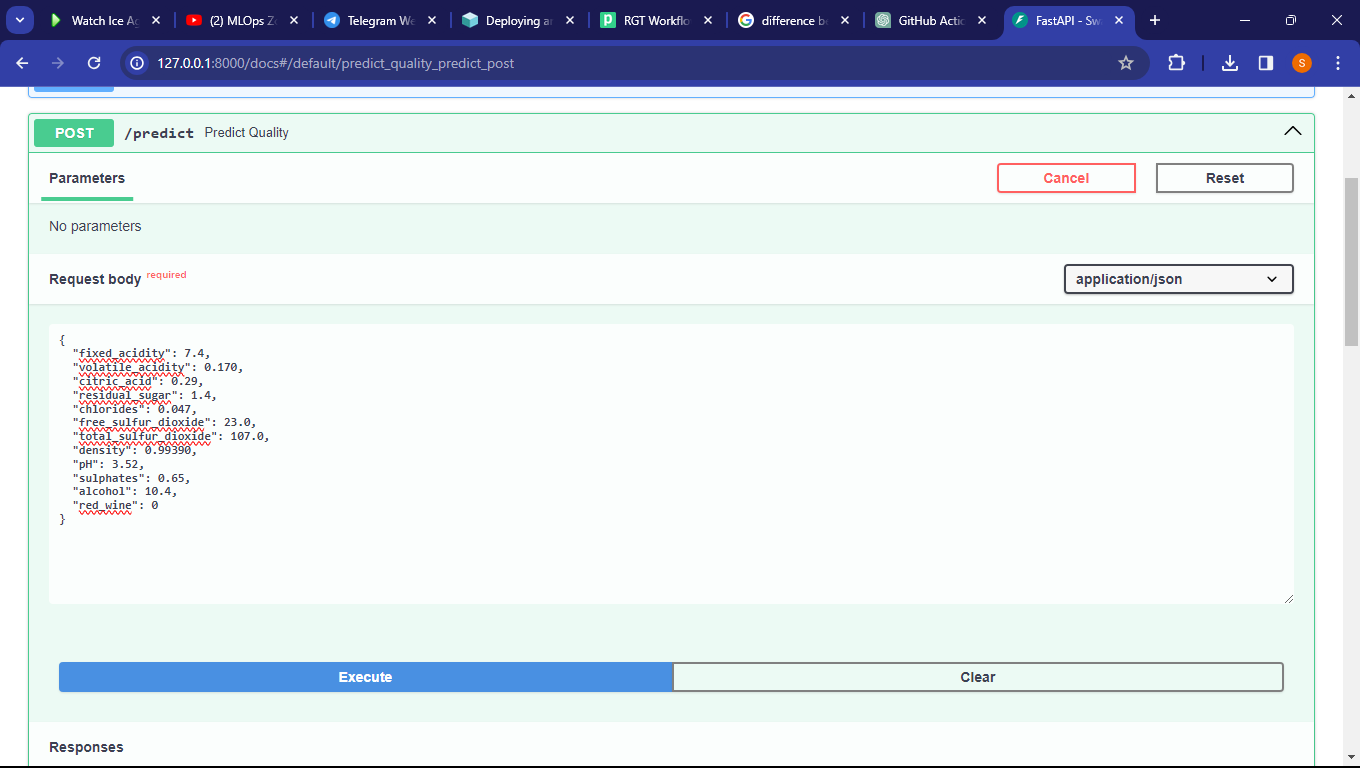 Watch Ice Ag
(2) MLOps Zo
Telegram We
Deploying an
RGT Workflo
difference be
GitHub Actio
FastAPI - Swa
127.0.0.1:8000/docs#/default/predict_quality_predict_post
S
POST /predict Predict Quality
Parameters
Cancel
Reset
No parameters
Request body required
application/json
{
"fixed_acidity": 7.4,
"volatile_acidity": 0.170,
"citric_acid": 0.29,
"residual_sugar": 1.4,
"chlorides": 0.047,
"free_sulfur_dioxide": 23.0,
"total_sulfur_dioxide": 107.0,
"density": 0.99390,
"pH": 3.52,
"sulphates": 0.65,
"alcohol": 10.4,
"red_wine": 0
}
Execute
Clear
Responses